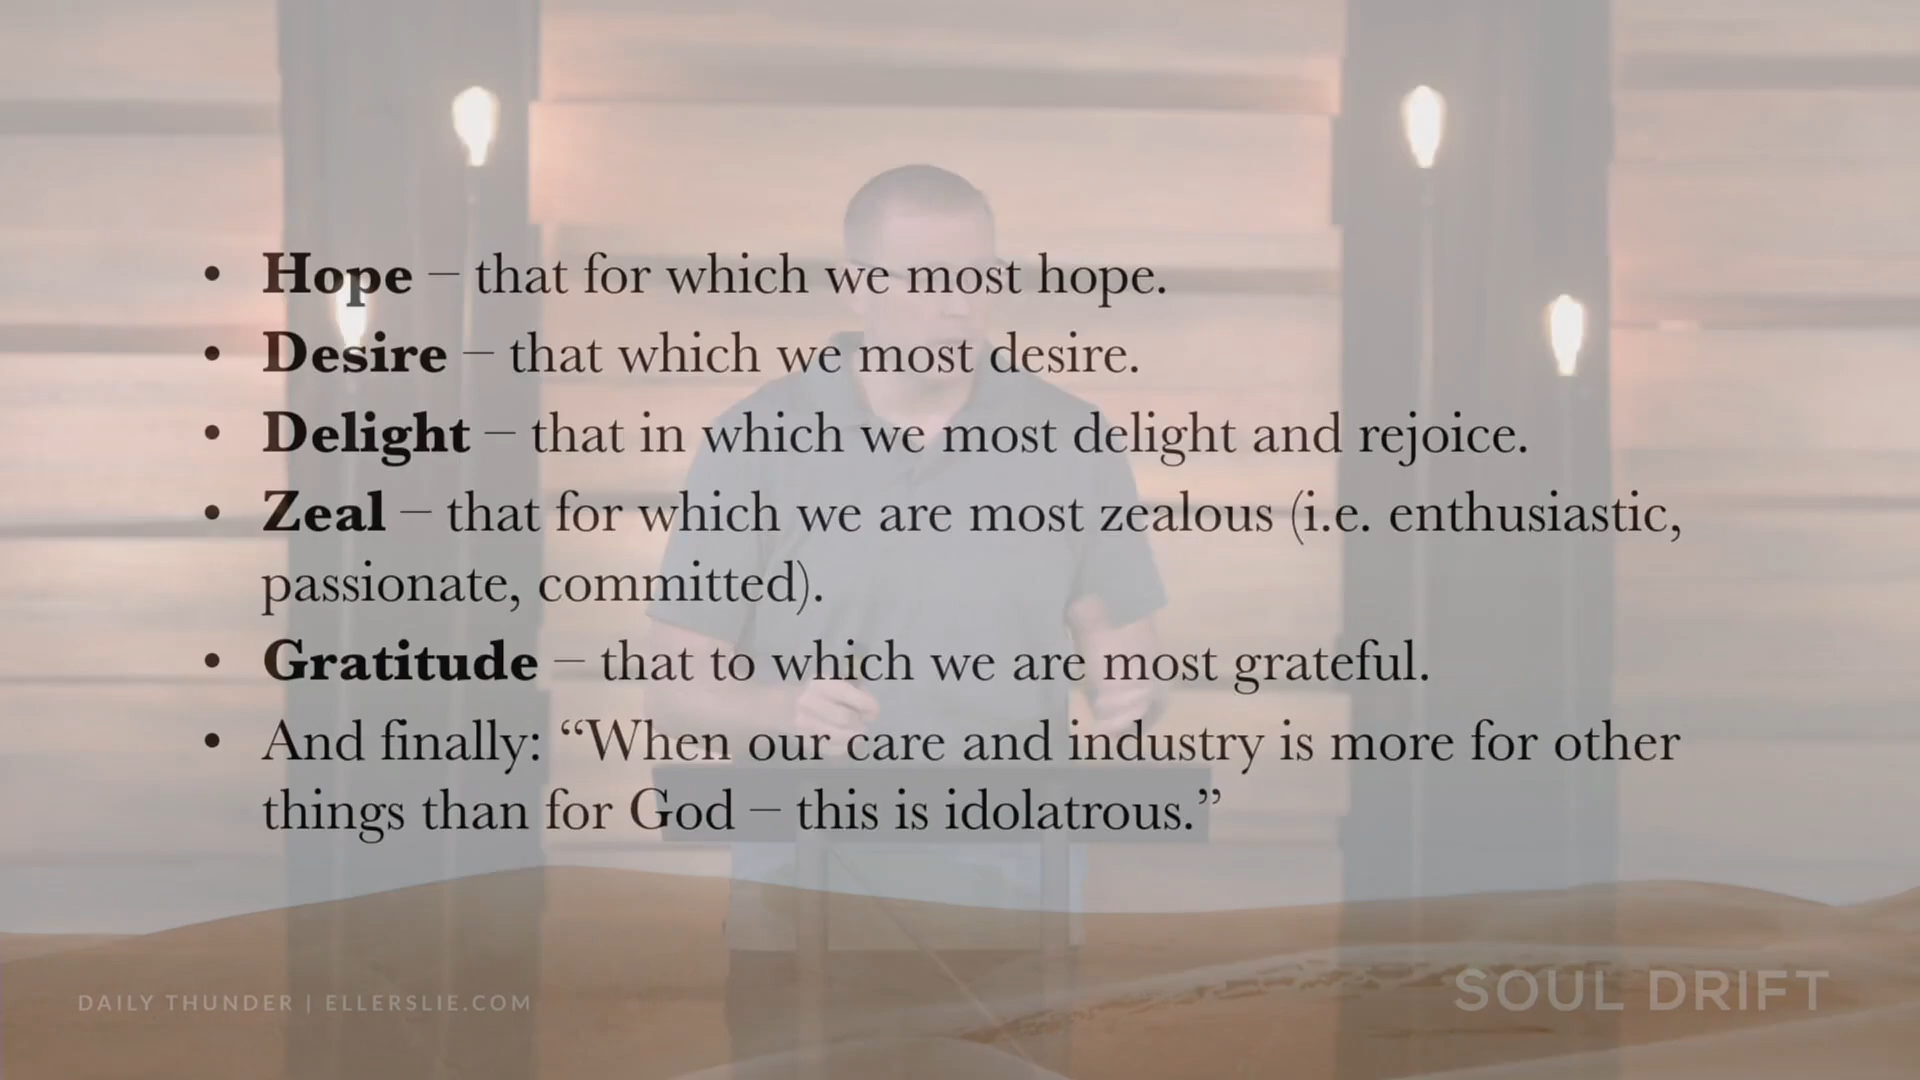 • Hope – that for which we most hope.
• Desire – that which we most desire.
• Delight – that in which we most delight and rejoice.
• Zeal – that for which we are most zealous (i.e. enthusiastic,
passionate, committed).
• Gratitude – that to which we are most grateful.
• And finally: “When our care and industry is more for other
things than for God – this is idolatrous.”
DAILY THUNDER | ELLERSLIE.COM
SOUL DRIFT